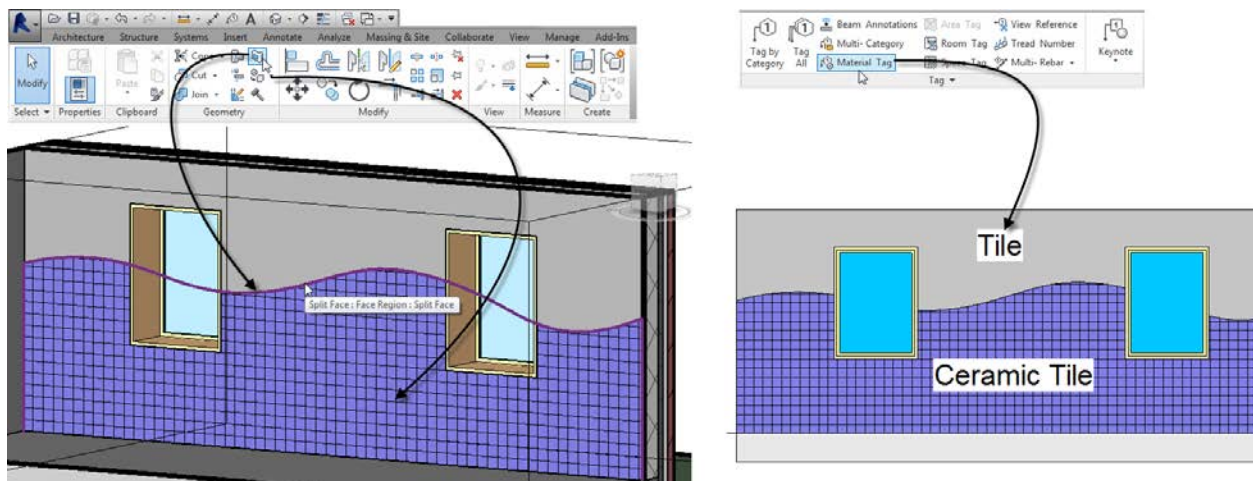 Architecture Structure Systems Insert Annotate Analyze Massing & Site Collaborate View Manage Add-Ins
Modify
Paste
Cope
Cut
Join
Select Properties Clipboard Geometry Modify View Measure Create
Split Face : Face Region : Split Face
Tag by Category
Tag All
Beam Annotations
Multi- Category
Material Tag
Area Tag
Room Tag
Space Tag
View Reference
Tread Number
Multi- Rebar
Keynote
Tag
Tile
Ceramic Tile